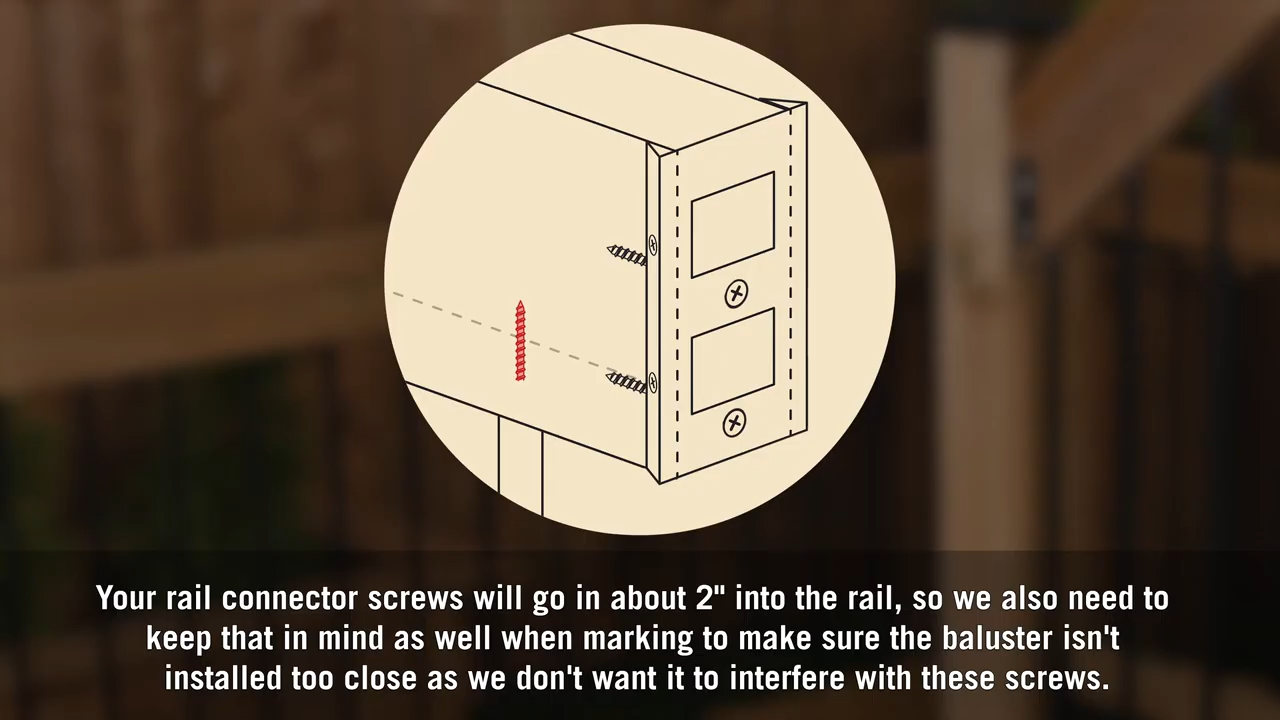 Your rail connector screws will go in about 2" into the rail, so we also need to
keep that in mind as well when marking to make sure the baluster isn't
installed too close as we don't want it to interfere with these screws.